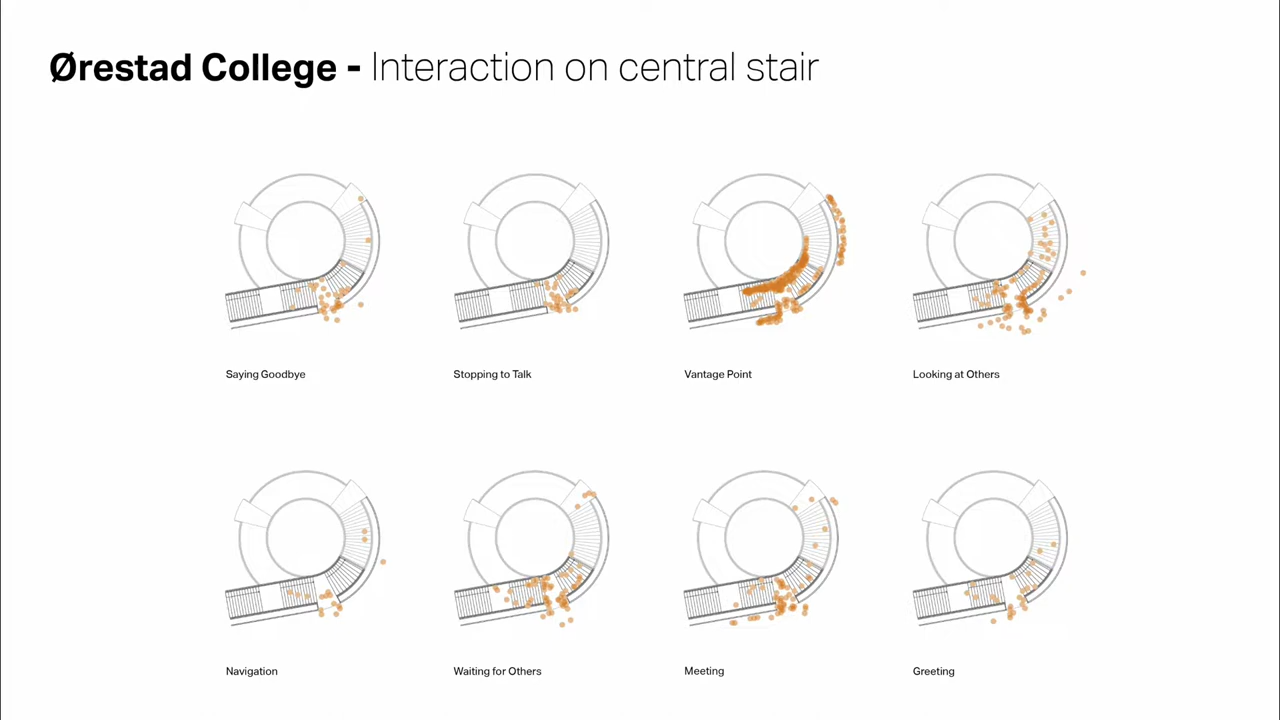 Ørestad College - Interaction on central stair
Saying Goodbye
Stopping to Talk
Vantage Point
Looking at Others
Navigation
Waiting for Others
Meeting
Greeting